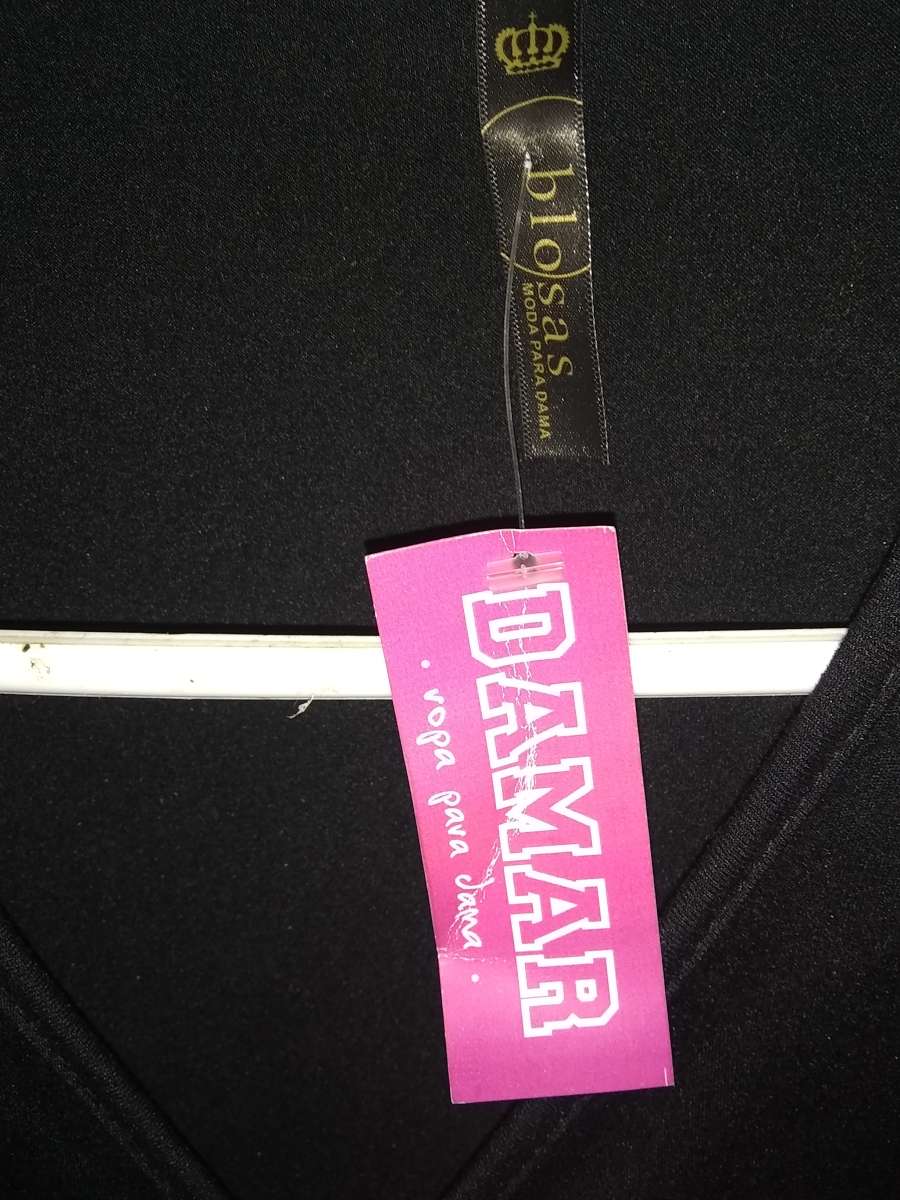 blosas
MODA PARA DAMA
DAMAR
• ropa para dama •